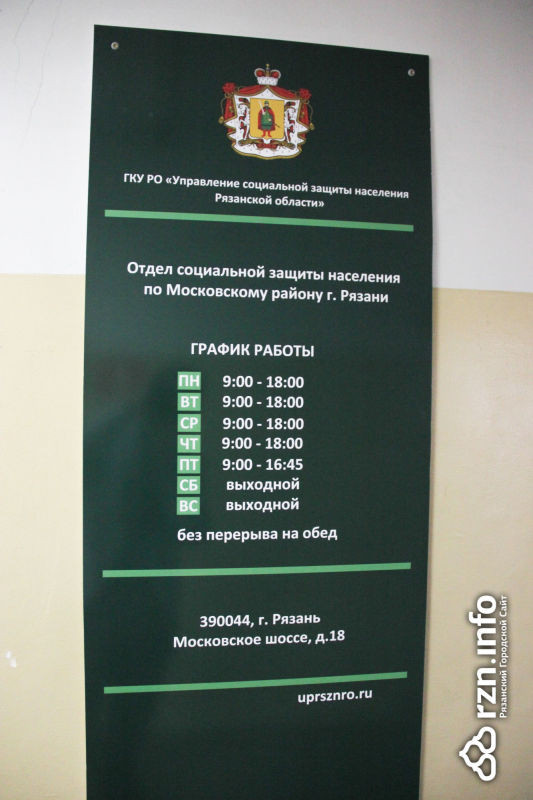 ГКУ РО «Управление социальной защиты населения
Рязанской области»
Отдел социальной защиты населения
по Московскому району г. Рязани
ГРАФИК РАБОТЫ
ПН 9:00 - 18:00
ВТ 9:00 - 18:00
СР 9:00 - 18:00
ЧТ 9:00 - 18:00
ПТ 9:00 - 16:45
СБ выходной
ВС выходной
без перерыва на обед
390044, г. Рязань
Московское шоссе, д.18
uprsznro.ru
rzn.info
Рязанский Городской Сайт